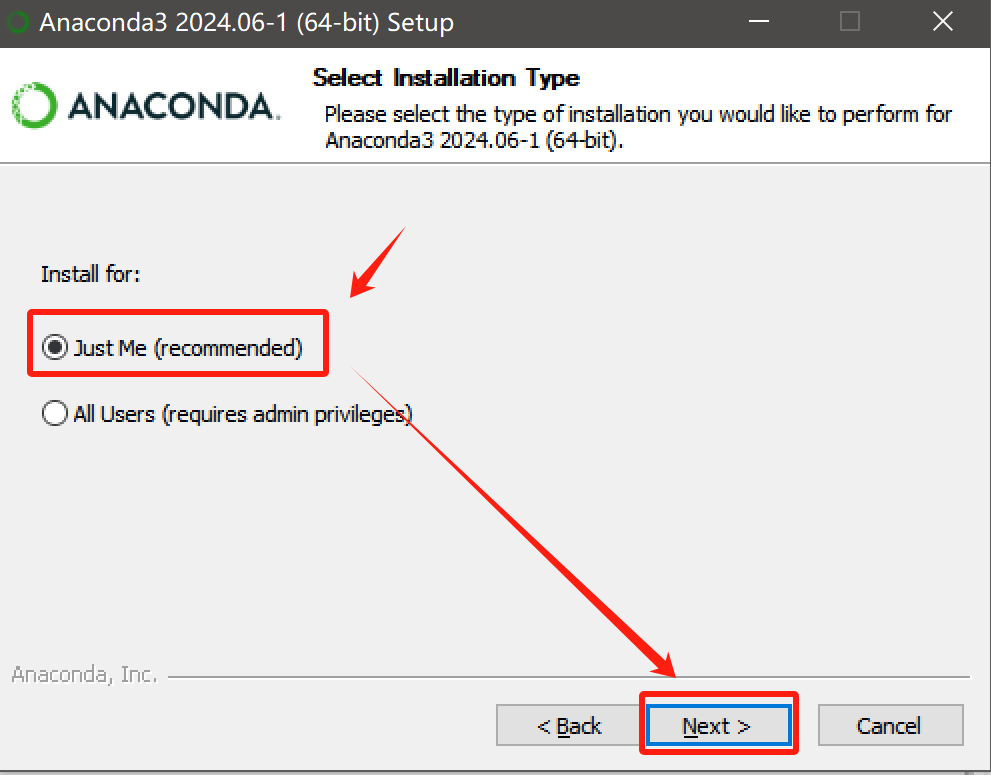 Anaconda3 2024.06-1 (64-bit) Setup
ANACONDA.
Select Installation Type
Please select the type of installation you would like to perform for
Anaconda3 2024.06-1 (64-bit).
Install for:
Just Me (recommended)
All Users (requires admin privileges)
Anaconda, Inc.
< Back
Next >
Cancel